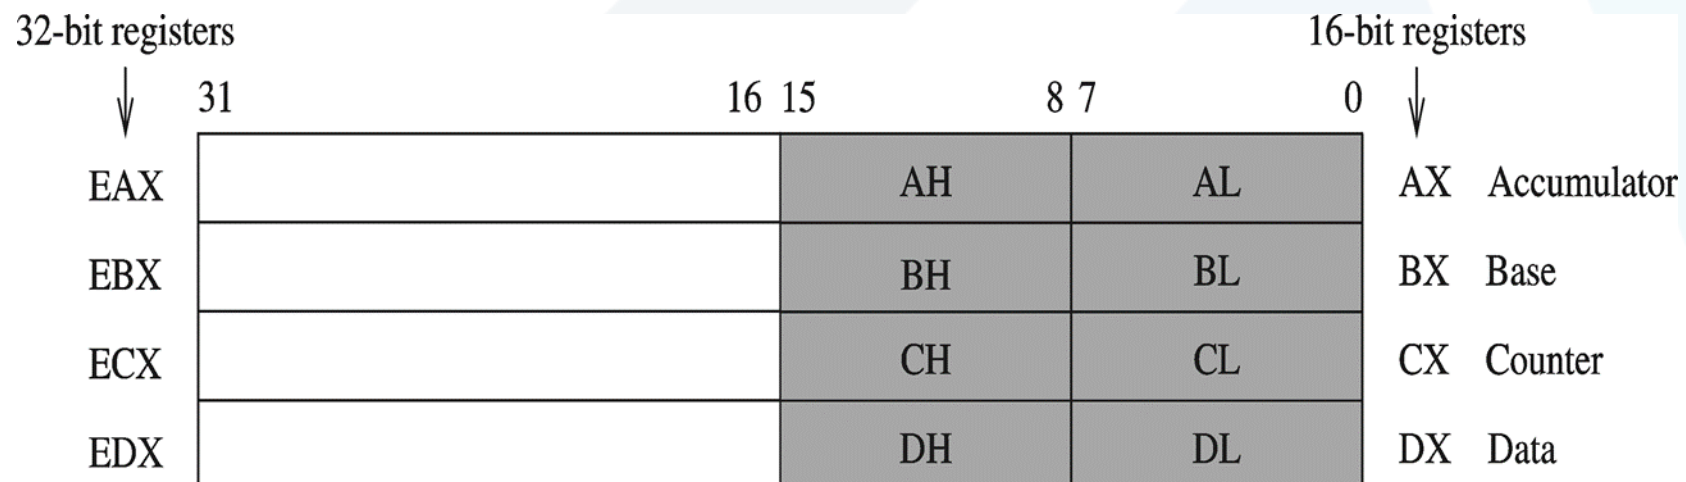 32-bit registers 16-bit registers
31 16 15 8 7 0
EAX AH AL AX Accumulator
EBX BH BL BX Base
ECX CH CL CX Counter
EDX DH DL DX Data